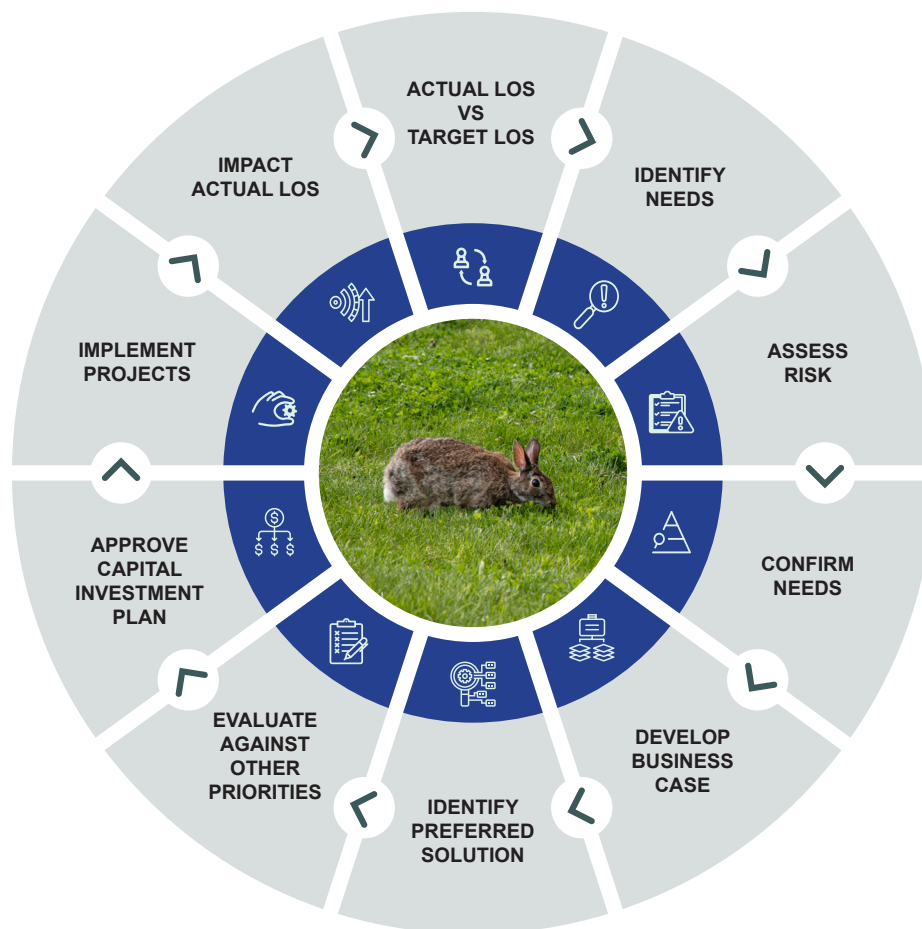 ACTUAL LOS
VS
TARGET LOS
IDENTIFY
NEEDS
ASSESS
RISK
CONFIRM
NEEDS
DEVELOP
BUSINESS
CASE
IDENTIFY
PREFERRED
SOLUTION
EVALUATE
AGAINST
OTHER
PRIORITIES
APPROVE
CAPITAL
INVESTMENT
PLAN
IMPLEMENT
PROJECTS
IMPACT
ACTUAL LOS